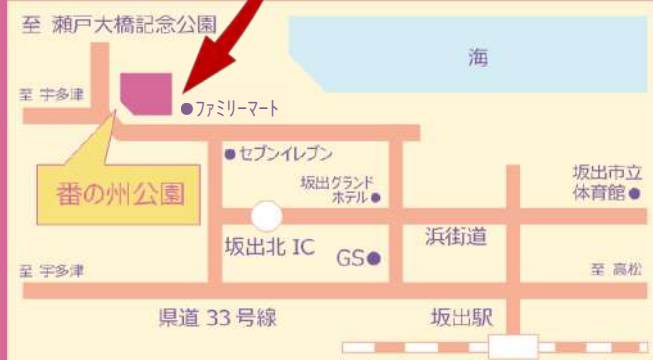 至 瀬戸大橋記念公園
海
至 宇多津
●ファミリーマート
●セブンイレブン
番の州公園
坂出グランド
ホテル●
坂出市立
体育館●
坂出北 IC
GS●
浜街道
至 宇多津
至 高松
県道 33 号線
坂出駅